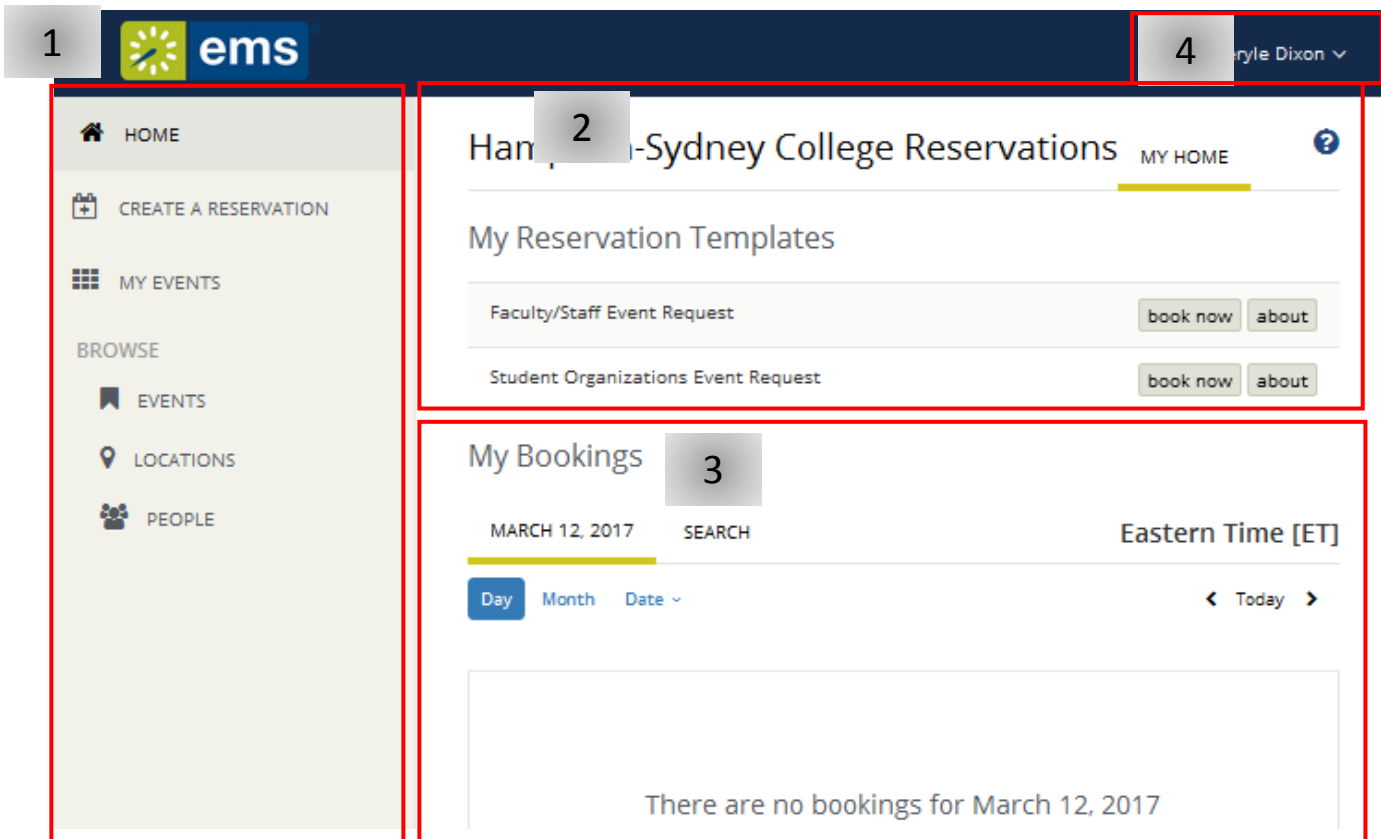 1
ems
4
Dixon
HOME
CREATE A RESERVATION
MY EVENTS
BROWSE
EVENTS
LOCATIONS
PEOPLE
2
-Sydney College Reservations
MY HOME
?
My Reservation Templates
Faculty/Staff Event Request
book now
about
Student Organizations Event Request
book now
about
My Bookings
3
MARCH 12, 2017
SEARCH
Eastern Time [ET]
Day
Month
Date
Today
There are no bookings for March 12, 2017